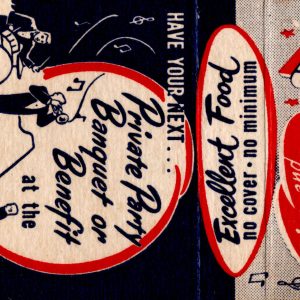 HAVE YOUR NEXT...
Private Party
Banquet or
Benefit
at the
Excellent Food
no cover • no minimum